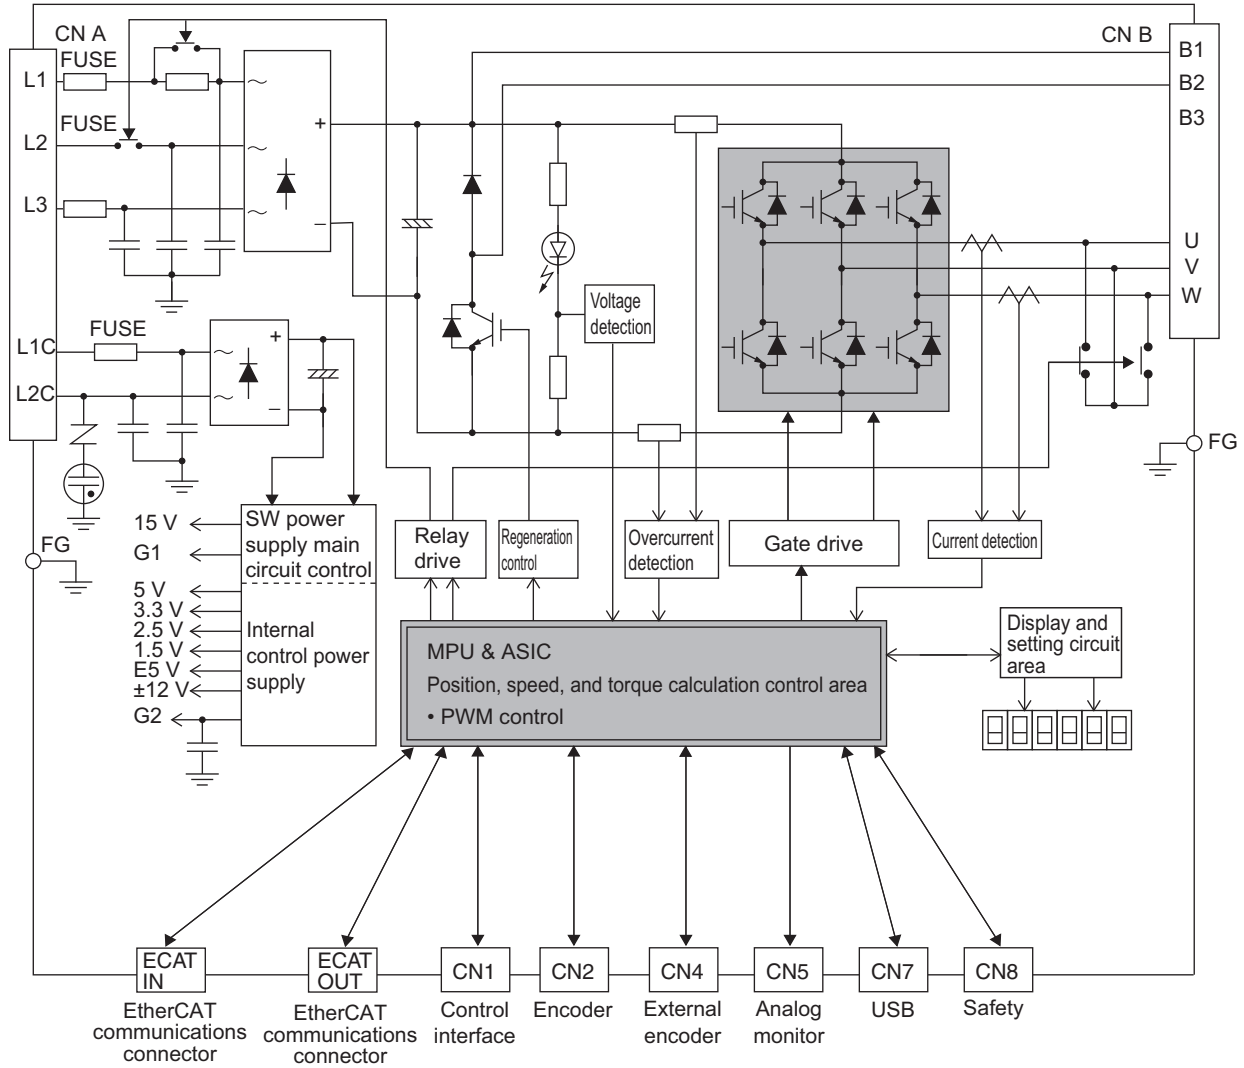 CN A
FUSE
L1
FUSE
L2
L3
+
−
FUSE
L1C
L2C
+
−
CN B
B1
B2
B3
U
V
W
FG
FG
Voltage
detection
15 V
G1
5 V
3.3 V
2.5 V
1.5 V
E5 V
±12 V
G2
SW power
supply main
circuit control
Internal
control power
supply
Relay
drive
Regeneration
control
Overcurrent
detection
Gate drive
Current detection
MPU & ASIC
Position, speed, and torque calculation control area
• PWM control
Display and
setting circuit
area
ECAT
IN
ECAT
OUT
CN1
CN2
CN4
CN5
CN7
CN8
EtherCAT
communications
connector
EtherCAT
communications
connector
Control
interface
Encoder
External
encoder
Analog
monitor
USB
Safety